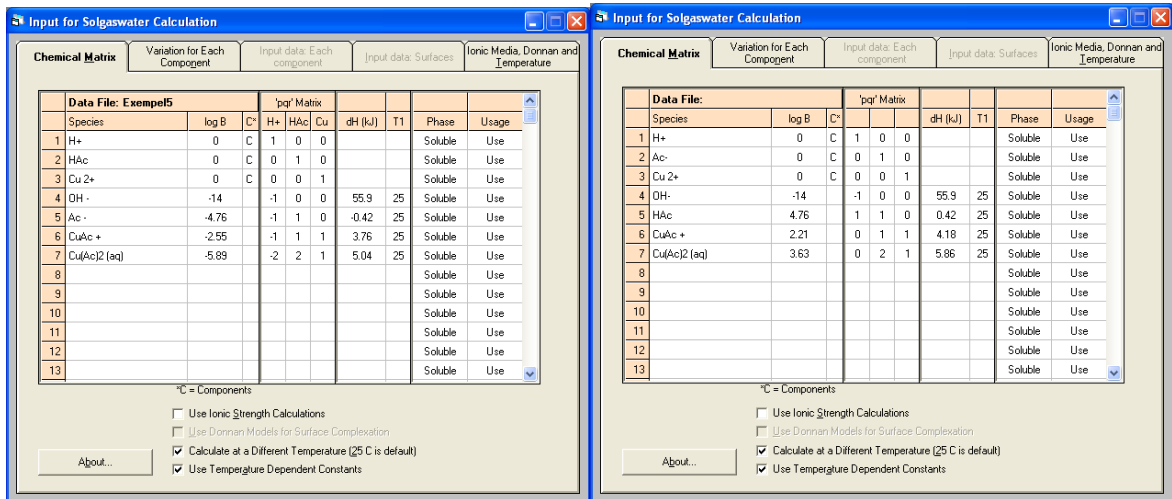 Input for Solgaswater Calculation
Chemical Matrix
Variation for Each Component
Input data: Each component
Input data: Surfaces
Ionic Media, Donnan and Temperature
Data File: Exempel5 'pqr' Matrix
Species log B C* H+ HAc Cu dH (kJ) T1 Phase Usage
1 H+ 0 C 1 0 0 Soluble Use
2 HAc 0 C 0 1 0 Soluble Use
3 Cu 2+ 0 C 0 0 1 Soluble Use
4 OH - -14 -1 0 0 55.9 25 Soluble Use
5 Ac - -4.76 -1 1 0 -0.42 25 Soluble Use
6 CuAc + -2.55 -1 1 1 3.76 25 Soluble Use
7 Cu(Ac)2 (aq) -5.89 -2 2 1 5.04 25 Soluble Use
8 Soluble Use
9 Soluble Use
10 Soluble Use
11 Soluble Use
12 Soluble Use
13 Soluble Use
*C = Components
Use Ionic Strength Calculations
Use Donnan Models for Surface Complexation
Calculate at a Different Temperature (25 C is default)
Use Temperature Dependent Constants
About...
Input for Solgaswater Calculation
Chemical Matrix
Variation for Each Component
Input data: Each component
Input data: Surfaces
Ionic Media, Donnan and Temperature
Data File: 'pqr' Matrix
Species log B C* dH (kJ) T1 Phase Usage
1 H+ 0 C 1 0 0 Soluble Use
2 Ac- 0 C 0 1 0 Soluble Use
3 Cu 2+ 0 C 0 0 1 Soluble Use
4 OH- -14 -1 0 0 55.9 25 Soluble Use
5 HAc 4.76 1 1 0 0.42 25 Soluble Use
6 CuAc + 2.21 0 1 1 4.18 25 Soluble Use
7 Cu(Ac)2 (aq) 3.63 0 2 1 5.86 25 Soluble Use
8 Soluble Use
9 Soluble Use
10 Soluble Use
11 Soluble Use
12 Soluble Use
13 Soluble Use
*C = Components
Use Ionic Strength Calculations
Use Donnan Models for Surface Complexation
Calculate at a Different Temperature (25 C is default)
Use Temperature Dependent Constants
About...